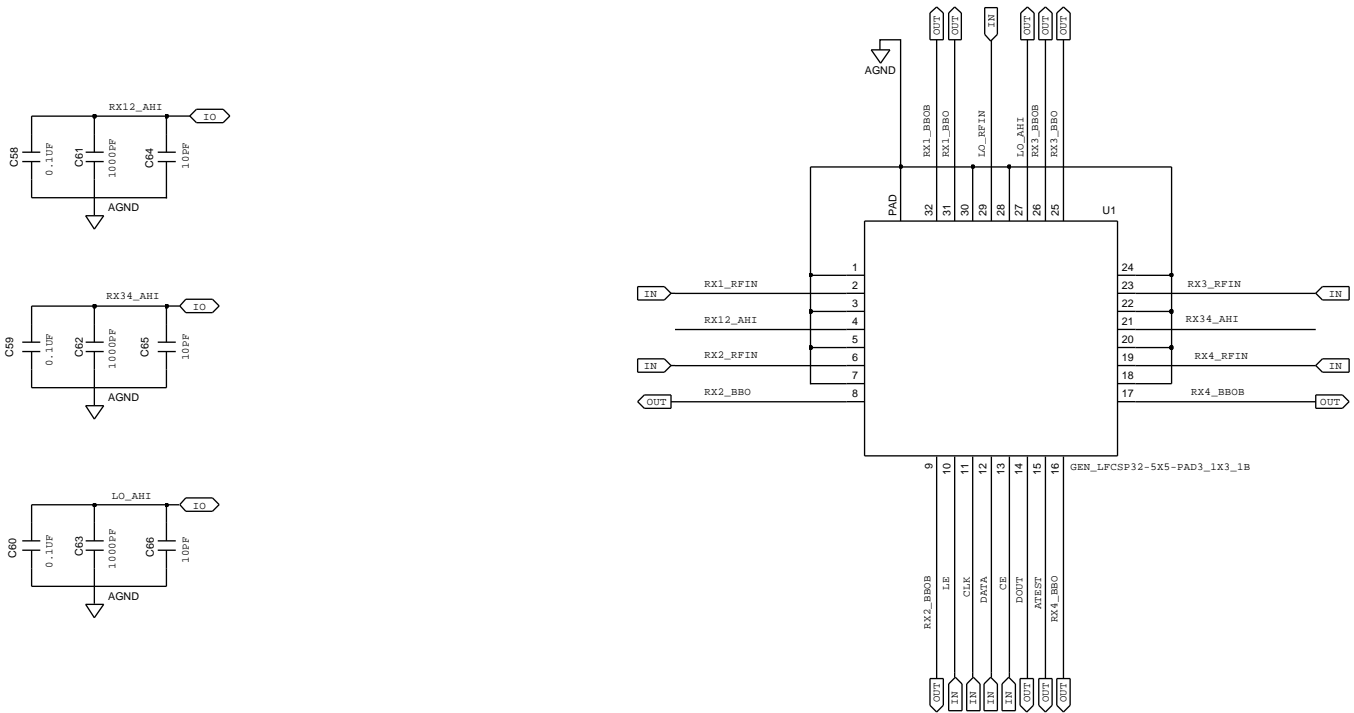 OUT
OUT
IN
OUT
OUT
OUT
AGND
RX1_BBOB
RX1_BBO
LO_RFIN
LO_AHI
RX3_BBOB
RX3_BBO
RX12_AHI
IO
C58
0.1UF
C61
1000PF
C64
10PF
AGND
PAD
32
31
30
29
28
27
26
25
U1
RX34_AHI
IO
C59
0.1UF
C62
1000PF
C65
10PF
AGND
1
24
IN
RX1_RFIN
2
23
RX3_RFIN
IN
3
22
RX12_AHI
4
21
RX34_AHI
5
20
IN
RX2_RFIN
6
19
RX4_RFIN
IN
7
18
OUT
RX2_BBO
8
17
RX4_BBOB
OUT
9
10
11
12
13
14
15
16
GEN_LFCSP32-5X5-PAD3_1X3_1B
LO_AHI
IO
C60
0.1UF
C63
1000PF
C66
10PF
AGND
RX2_BBOB
LE
CLK
DATA
CE
DOUT
ATEST
RX4_BBO
OUT
IN
IN
IN
IN
OUT
OUT
OUT